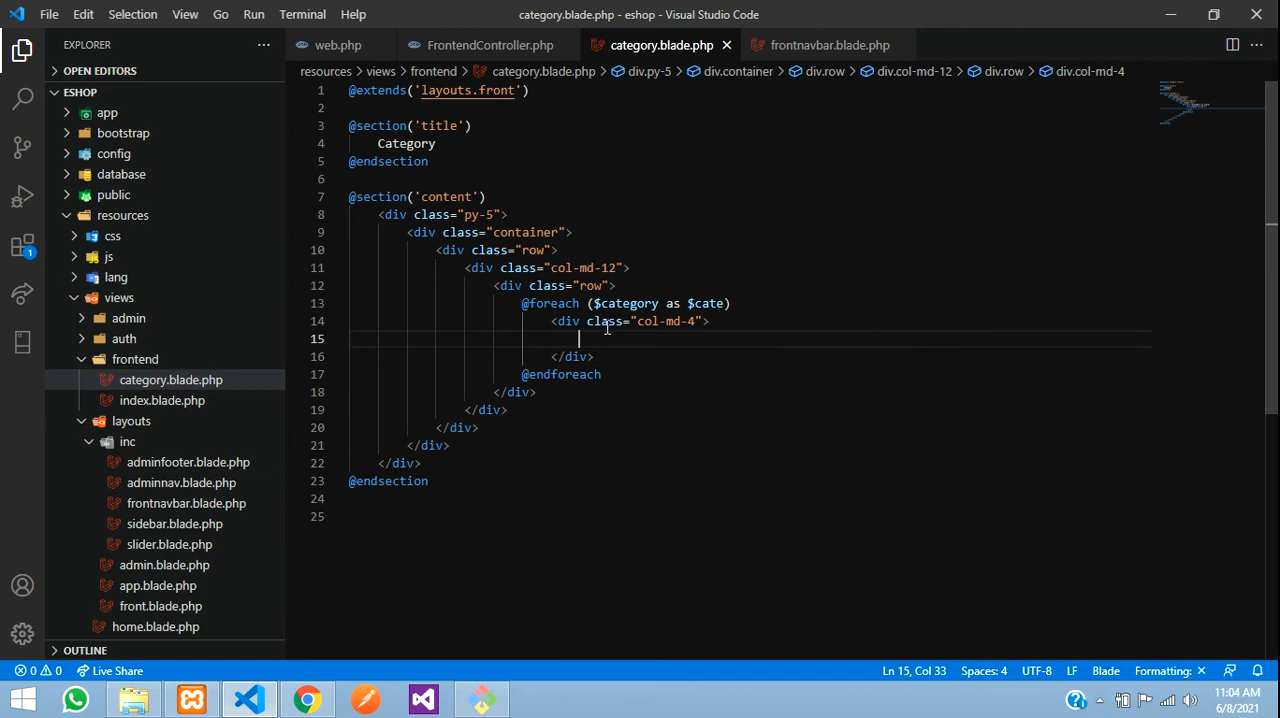 File Edit Selection View Go Run Terminal Help category.blade.php - eshop - Visual Studio Code
EXPLORER
OPEN EDITORS
ESHOP
app
bootstrap
config
database
public
resources
css
js
lang
views
admin
auth
frontend
category.blade.php
index.blade.php
layouts
inc
adminfooter.blade.php
adminnav.blade.php
frontnavbar.blade.php
sidebar.blade.php
slider.blade.php
admin.blade.php
app.blade.php
front.blade.php
home.blade.php
OUTLINE
1
web.php FrontendController.php category.blade.php frontnavbar.blade.php
resources > views > frontend > category.blade.php > div.py-5 > div.container > div.row > div.col-md-12 > div.row > div.col-md-4
1 @extends('layouts.front')
2
3 @section('title')
4 Category
5 @endsection
6
7 @section('content')
8 <div class="py-5">
9 <div class="container">
10 <div class="row">
11 <div class="col-md-12">
12 <div class="row">
13 @foreach ($category as $cate)
14 <div class="col-md-4">
15
16 </div>
17 @endforeach
18 </div>
19 </div>
20 </div>
21 </div>
22 </div>
23 @endsection
24
25
0 0 Live Share Ln 15, Col 33 Spaces: 4 UTF-8 LF Blade Formatting: ×
11:04 AM
6/8/2021